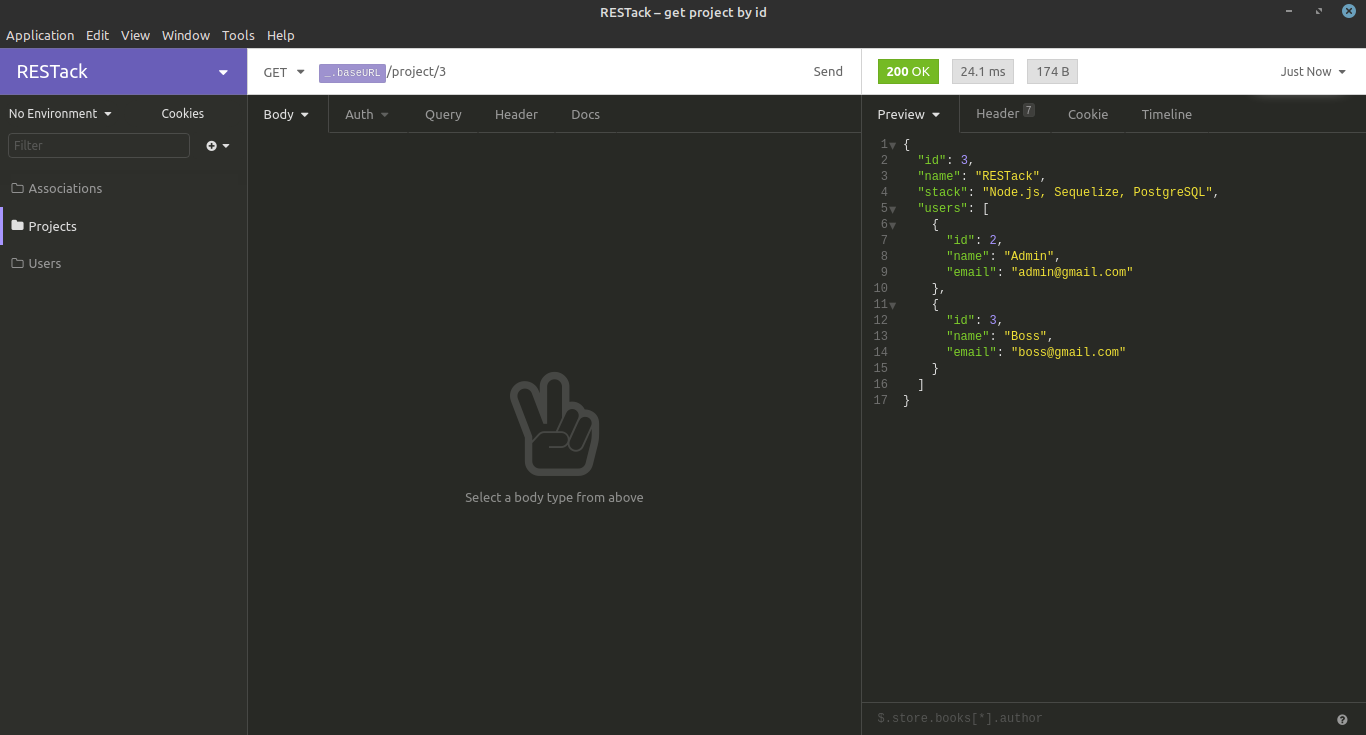 RESTack – get project by id
Application Edit View Window Tools Help
RESTack
GET _.baseURL/project/3 Send
200 OK 24.1 ms 174 B Just Now
No Environment Cookies
Filter
Associations
Projects
Users
Body Auth Query Header Docs
Select a body type from above
Preview Header 7 Cookie Timeline
1 {
2 "id": 3,
3 "name": "RESTack",
4 "stack": "Node.js, Sequelize, PostgreSQL",
5 "users": [
6 {
7 "id": 2,
8 "name": "Admin",
9 "email": "admin@gmail.com"
10 },
11 {
12 "id": 3,
13 "name": "Boss",
14 "email": "boss@gmail.com"
15 }
16 ]
17 }
$.store.books[*].author